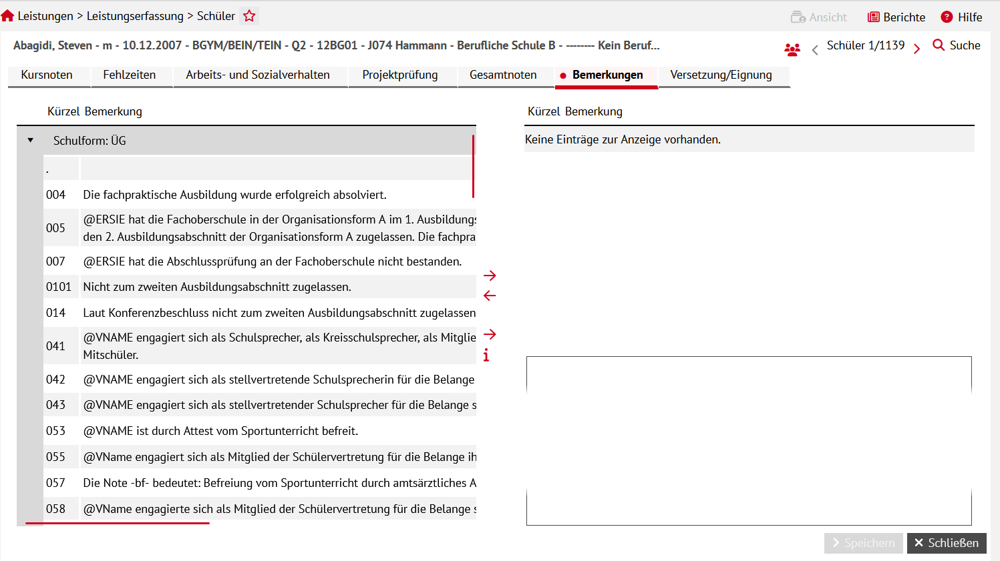 Leistungen > Leistungserfassung > Schüler
Ansicht Berichte Hilfe
Abagidi, Steven - m - 10.12.2007 - BGYM/BEIN/TEIN - Q2 - 12BG01 - J074 Hammann - Berufliche Schule B - -------- Kein Beruf...
Schüler 1/1139 Suche
Kursnoten Fehlzeiten Arbeits- und Sozialverhalten Projektprüfung Gesamtnoten Bemerkungen Versetzung/Eignung
Kürzel Bemerkung
Schulform: ÜG
.
004 Die fachpraktische Ausbildung wurde erfolgreich absolviert.
005 @ERSIE hat die Fachoberschule in der Organisationsform A im 1. Ausbildungs
den 2. Ausbildungsabschnitt der Organisationsform A zugelassen. Die fachpra
007 @ERSIE hat die Abschlussprüfung an der Fachoberschule nicht bestanden.
0101 Nicht zum zweiten Ausbildungsabschnitt zugelassen.
014 Laut Konferenzbeschluss nicht zum zweiten Ausbildungsabschnitt zugelassen
041 @VNAME engagiert sich als Schulsprecher, als Kreisschulsprecher, als Mitglie
Mitschüler.
042 @VNAME engagiert sich als stellvertretende Schulsprecherin für die Belange
043 @VNAME engagiert sich als stellvertretender Schulsprecher für die Belange s
053 @VNAME ist durch Attest vom Sportunterricht befreit.
055 @VName engagiert sich als Mitglied der Schülervertretung für die Belange ih
057 Die Note -bf- bedeutet: Befreiung vom Sportunterricht durch amtsärztliches A
058 @VName engagierte sich als Mitglied der Schülervertretung für die Belange s
Kürzel Bemerkung
Keine Einträge zur Anzeige vorhanden.
Speichern Schließen